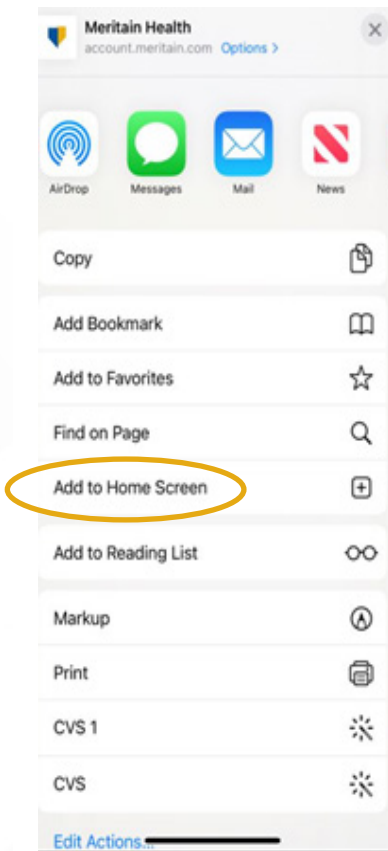 Meritain Health
account.meritain.com Options >
AirDrop Messages Mail News
Copy
Add Bookmark
Add to Favorites
Find on Page
Add to Home Screen
Add to Reading List
Markup
Print
CVS 1
CVS
Edit Actions...